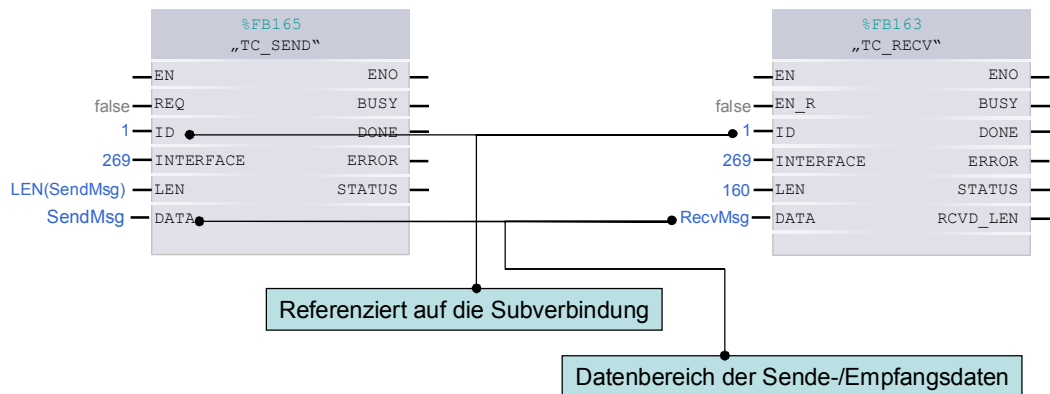 %FB165
„TC_SEND“
EN ENO
false REQ BUSY
1 ID DONE
269 INTERFACE ERROR
LEN(SendMsg) LEN STATUS
SendMsg DATA
%FB163
„TC_RECV“
EN ENO
false EN_R BUSY
1 ID DONE
269 INTERFACE ERROR
160 LEN STATUS
RecvMsg DATA RCVD_LEN
Referenziert auf die Subverbindung
Datenbereich der Sende-/Empfangsdaten